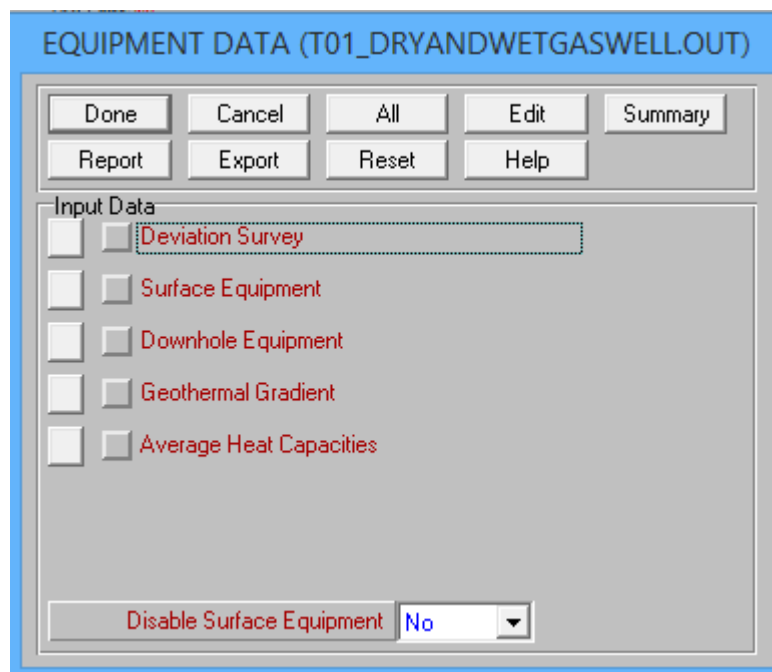 EQUIPMENT DATA (T01_DRYANDWETGASWELL.OUT)
Done Cancel All Edit Summary
Report Export Reset Help
Input Data
Deviation Survey
Surface Equipment
Downhole Equipment
Geothermal Gradient
Average Heat Capacities
Disable Surface Equipment No